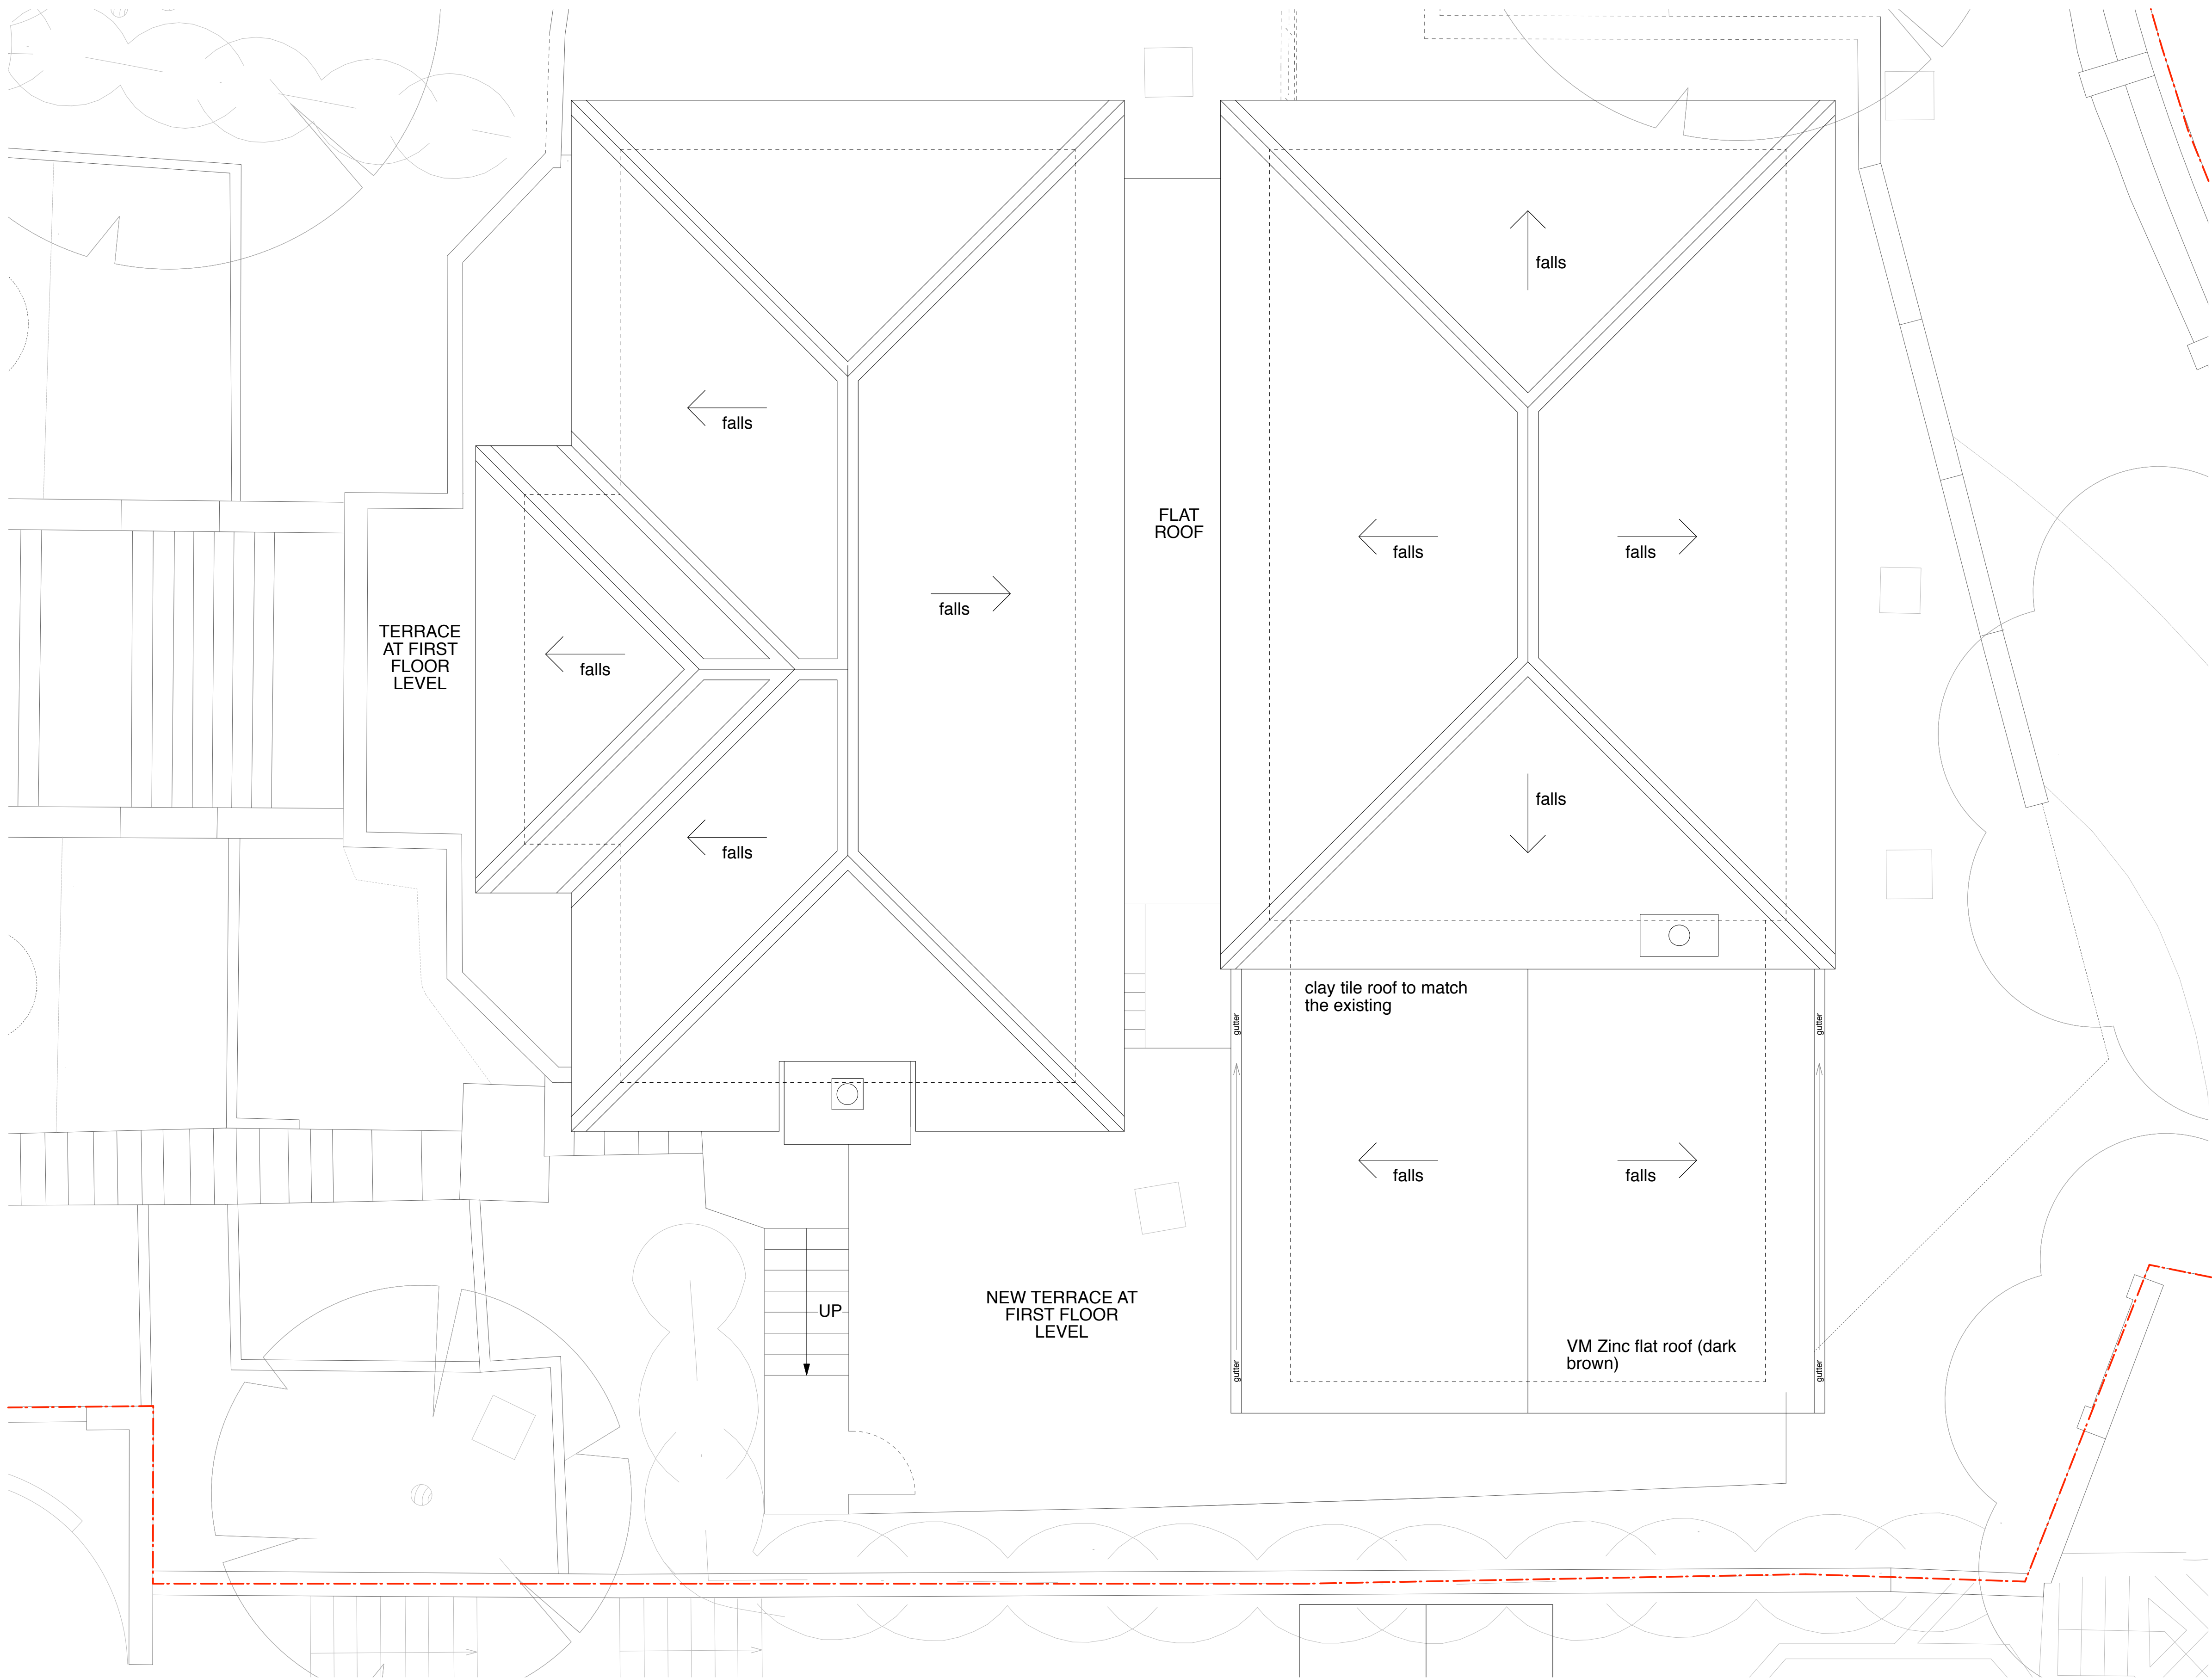 falls
falls
FLAT
ROOF
falls
falls
falls
TERRACE
AT FIRST
FLOOR
LEVEL
falls
falls
falls
falls
clay tile roof to match
the existing
gutter
gutter
falls
falls
NEW TERRACE AT
FIRST FLOOR
LEVEL
UP
VM Zinc flat roof (dark
brown)
gutter
gutter